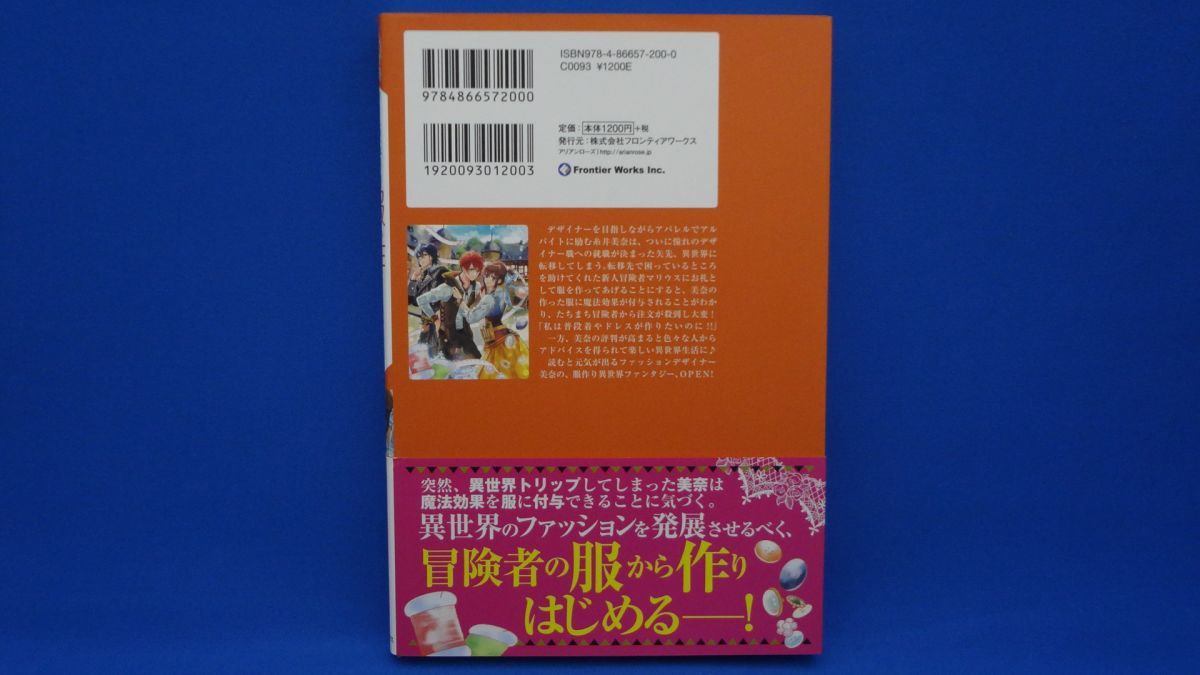 ISBN978-4-86657-200-0
C0093 ¥1200E
9784866572000
定価：本体1200円+税
発行元：株式会社フロンティアワークス
アリアンローズ｜http://arianrose.jp
1920093012003
Frontier Works Inc.
デザイナーを目指しながらアパレルでアル
バイトに励む糸井美奈は、ついに憧れのデザ
イナー職への就職が決まった矢先、異世界に
転移してしまう。転移先で困っているところ
を助けてくれた新人冒険者マリウスにお礼と
して服を作ってあげることにすると、美奈の
作った服に魔法効果が付与されることがわか
り、たちまち冒険者から注文が殺到し大変！
「私は普段着やドレスが作りたいのに!!」
一方、美奈の評判が高まると色々な人から
アドバイスを得られて楽しい異世界生活に♪
読むと元気が出るファッションデザイナー
美奈の、服作り異世界ファンタジー、OPEN！
突然、異世界トリップしてしまった美奈は
魔法効果を服に付与できることに気づく。
異世界のファッションを発展させるべく、
冒険者の服から作り
はじめる――！